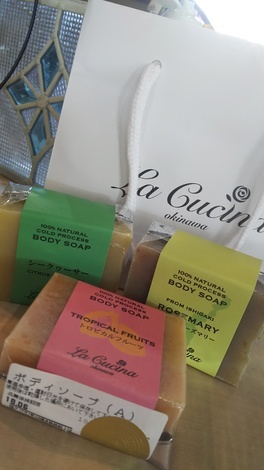 La Cucina
okinawa
100% NATURAL
COLD PROCESS
BODY SOAP
シークワーサー
100% NATURAL
COLD PROCESS
BODY SOAP
FROM ISHIGAKI
ROSEMARY
ローズマリー
100% NATURAL
COLD PROCESS
BODY SOAP
TROPICAL FRUITS
トロピカルフルーツ
La Cucina
ボディソープ(A)